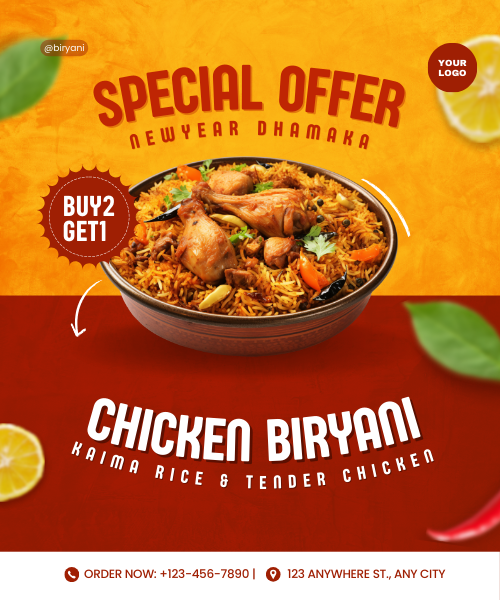 @biryani
YOUR
LOGO
SPECIAL OFFER
NEWYEAR DHAMAKA
BUY2
GET1
CHICKEN BIRYANI
KAIMA RICE & TENDER CHICKEN
ORDER NOW: +123-456-7890 | 123 ANYWHERE ST., ANY CITY